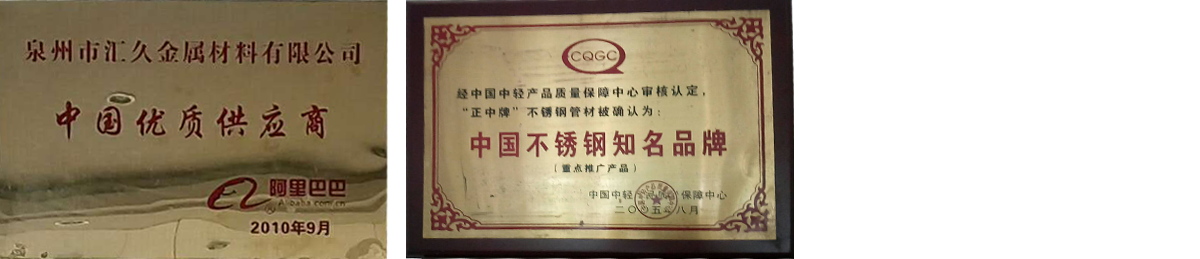 泉州市汇久金属材料有限公司
中国优质供应商
阿里巴巴
Alibaba.com.cn
2010年9月
CQGC
经中国中轻产品质量保障中心审核认定，
“正中牌”不锈钢管材被确认为：
中国不锈钢知名品牌
（重点推广产品）
中国中轻产品质量保障中心
二〇〇五年八月